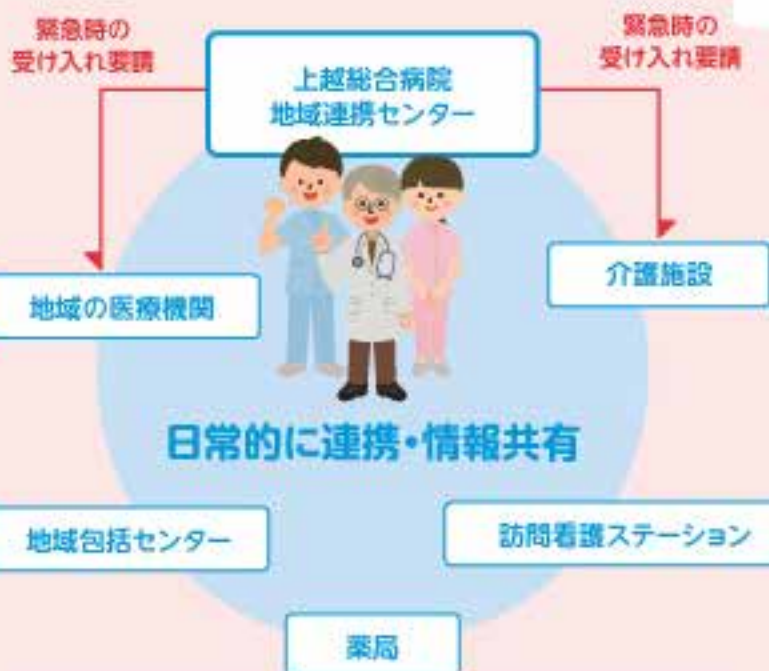 緊急時の
受け入れ要請
緊急時の
受け入れ要請
上越総合病院
地域連携センター
地域の医療機関
介護施設
日常的に連携・情報共有
地域包括センター
訪問看護ステーション
薬局